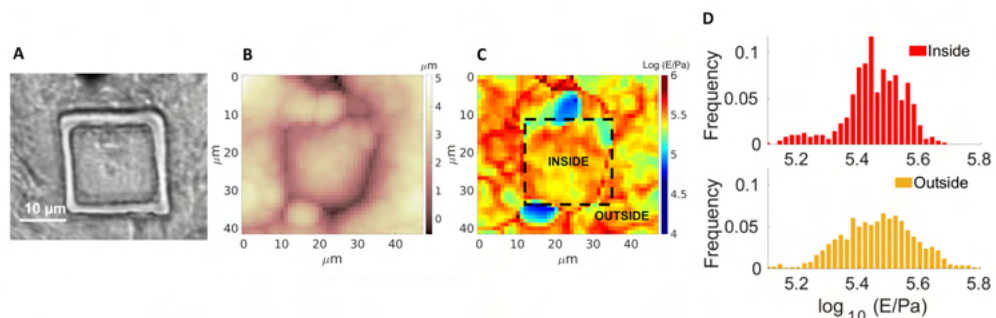 A
10 μm
B
μm
0
10
20
30
40
0 10 20 30 40
μm
μm
5
4
3
2
1
0
C
Log (E/Pa)
0
10
20
30
40
0 10 20 30 40
μm
μm
INSIDE
OUTSIDE
6
5.5
5
4.5
4
D
Frequency
0.1
0.05
0
5.2 5.4 5.6 5.8
Inside
Frequency
0.1
0.05
0
5.2 5.4 5.6 5.8
Outside
log10 (E/Pa)